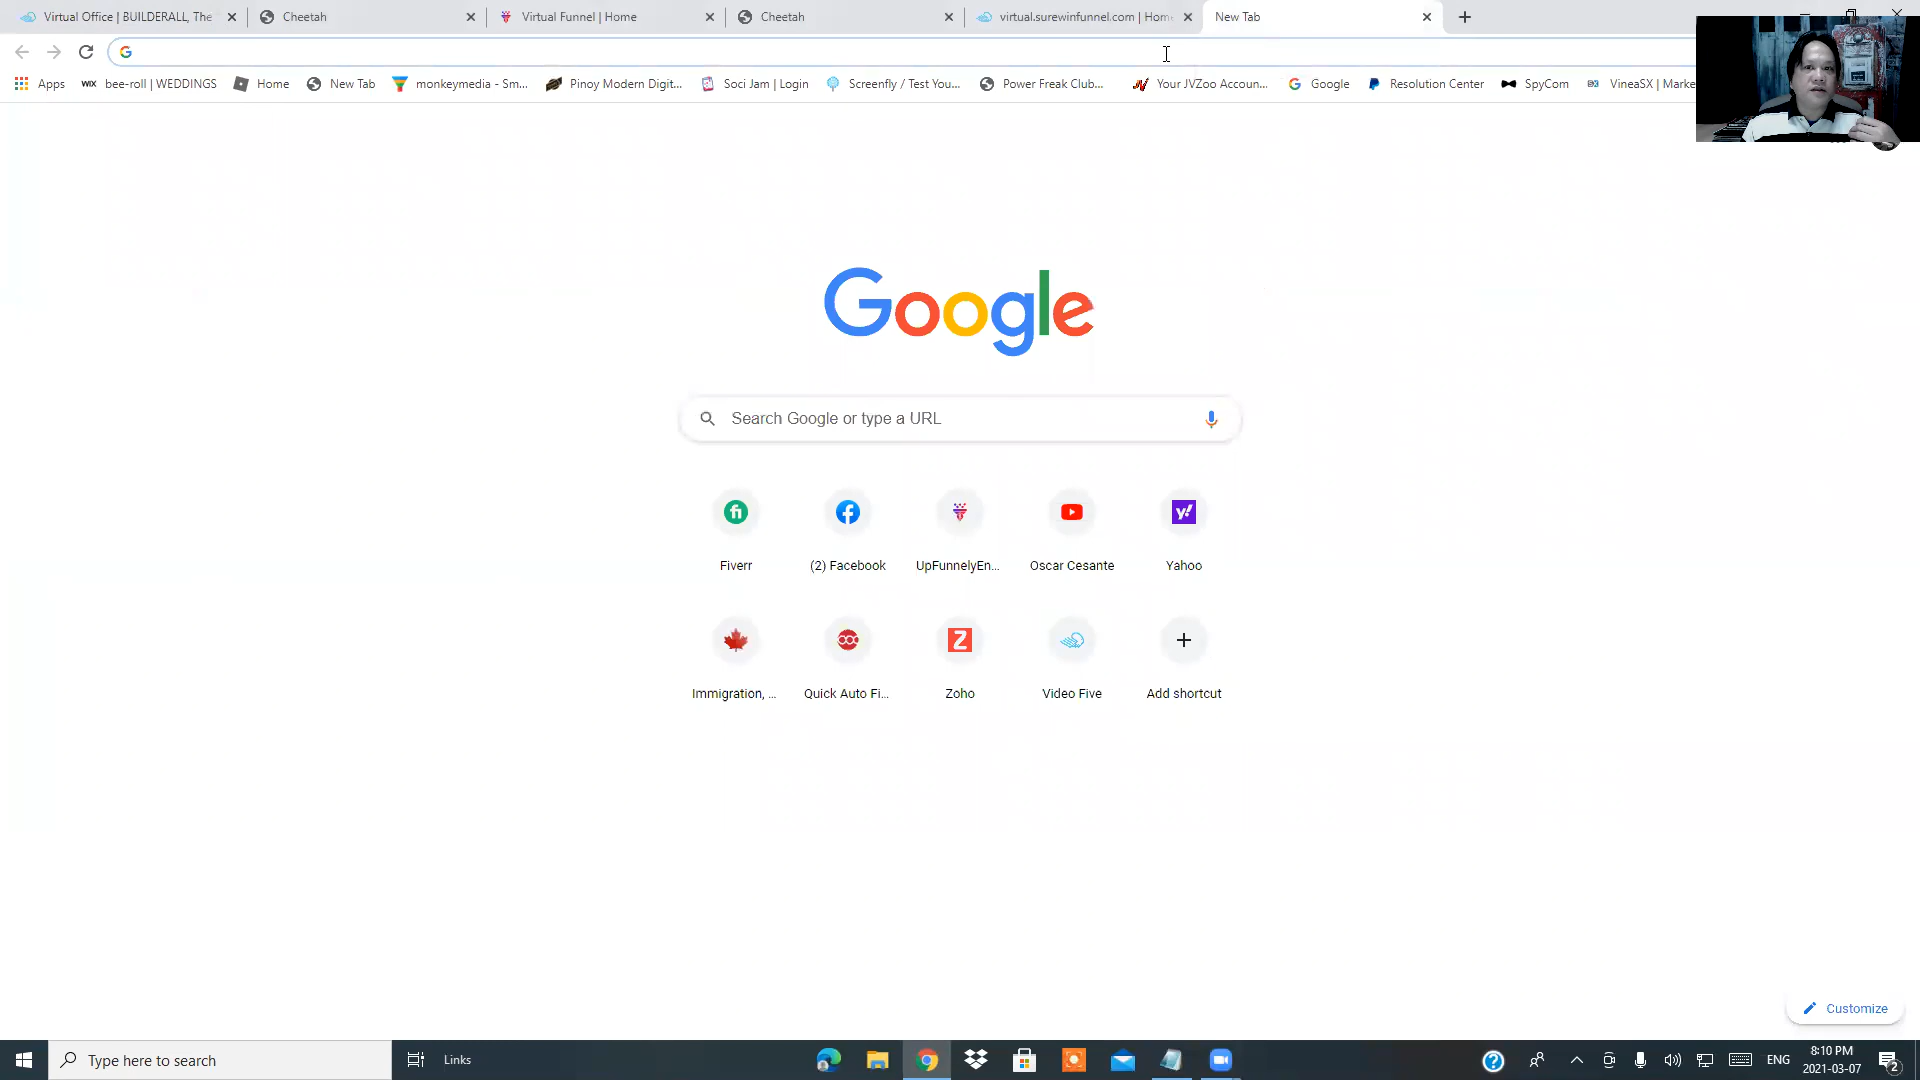 Virtual Office | BUILDERALL, The
Cheetah
Virtual Funnel | Home
Cheetah
virtual.surewinfunnel.com | Home
New Tab
Apps
WIX bee-roll | WEDDINGS
Home
New Tab
monkeymedia - Sm...
Pinoy Modern Digit...
Soci Jam | Login
Screenfly / Test You...
Power Freak Club...
Your JVZoo Accoun...
Google
Resolution Center
SpyCom
VineaSX | Marke
Google
Search Google or type a URL
Fiverr
(2) Facebook
UpFunnelyEn...
Oscar Cesante
Yahoo
Immigration, ...
Quick Auto Fi...
Zoho
Video Five
Add shortcut
Customize
Type here to search
Links
ENG
8:10 PM
2021-03-07
2